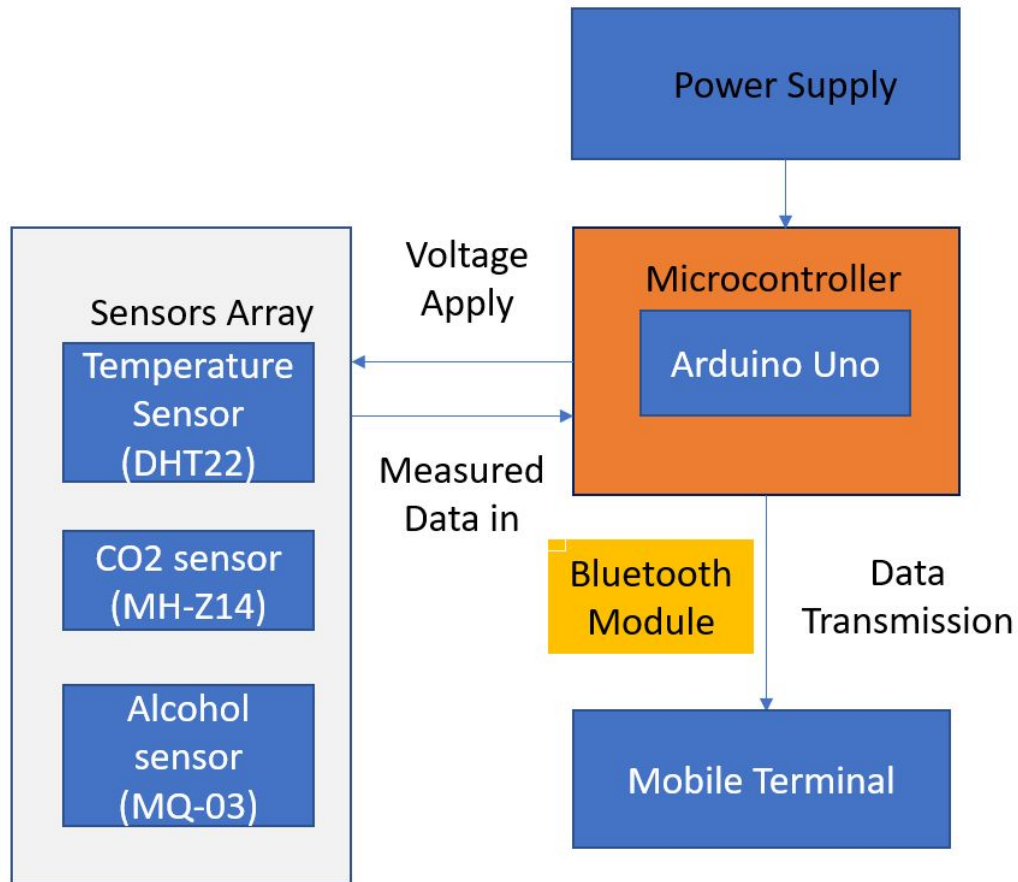 Power Supply
Voltage
Apply
Microcontroller
Arduino Uno
Sensors Array
Temperature
Sensor
(DHT22)
Measured
Data in
CO2 sensor
(MH-Z14)
Bluetooth
Module
Data
Transmission
Alcohol
sensor
(MQ-03)
Mobile Terminal